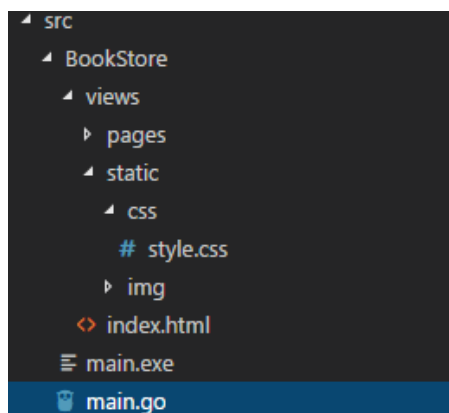 src
BookStore
views
pages
static
css
# style.css
img
<> index.html
main.exe
main.go